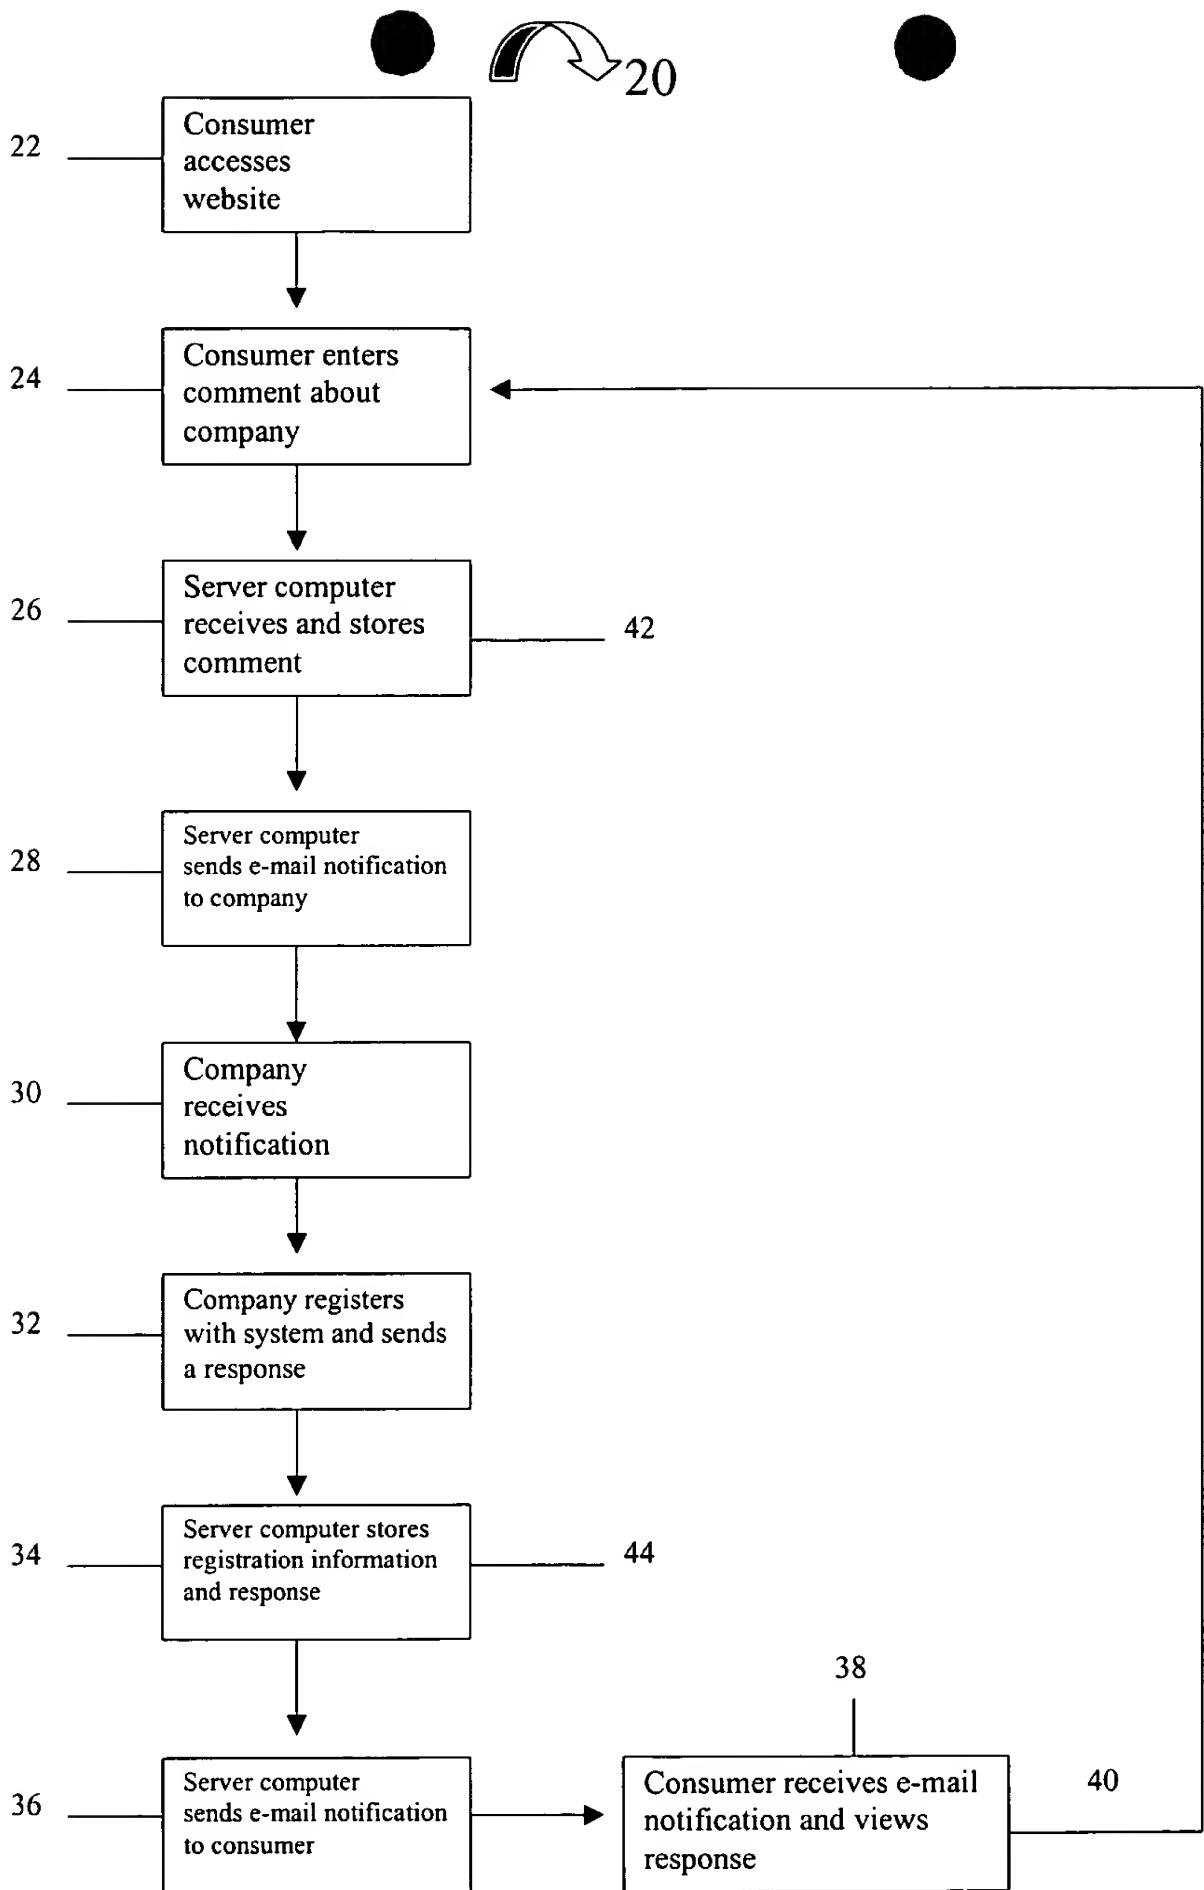 20
22
Consumer
accesses
website
24
Consumer enters
comment about
company
26
Server computer
receives and stores
comment
42
28
Server computer
sends e-mail notification
to company
30
Company
receives
notification
32
Company registers
with system and sends
a response
34
Server computer stores
registration information
and response
44
36
Server computer
sends e-mail notification
to consumer
38
Consumer receives e-mail
notification and views
response
40